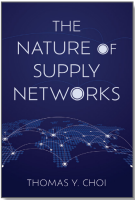 THE
NATURE OF
SUPPLY
NETWORKS
THOMAS Y. CHOI